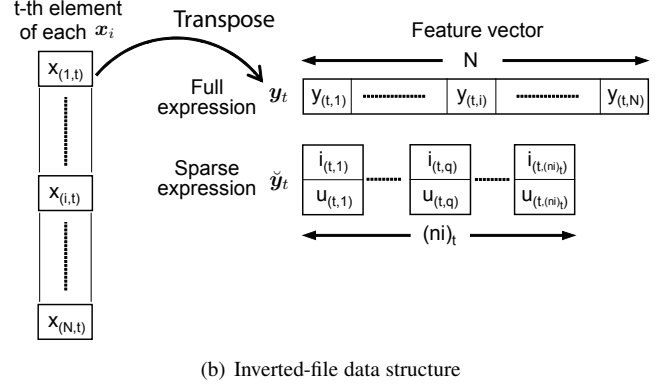 t-th element
of each x_i
Transpose
Feature vector
N
x_(1,t)
x_(i,t)
x_(N,t)
Full
expression y_t
y_(t,1) y_(t,i) y_(t,N)
Sparse
expression y̆_t
i_(t,1) i_(t,q) i_(t,(ni)_t)
u_(t,1) u_(t,q) u_(t,(ni)_t)
(ni)_t
(b) Inverted-file data structure